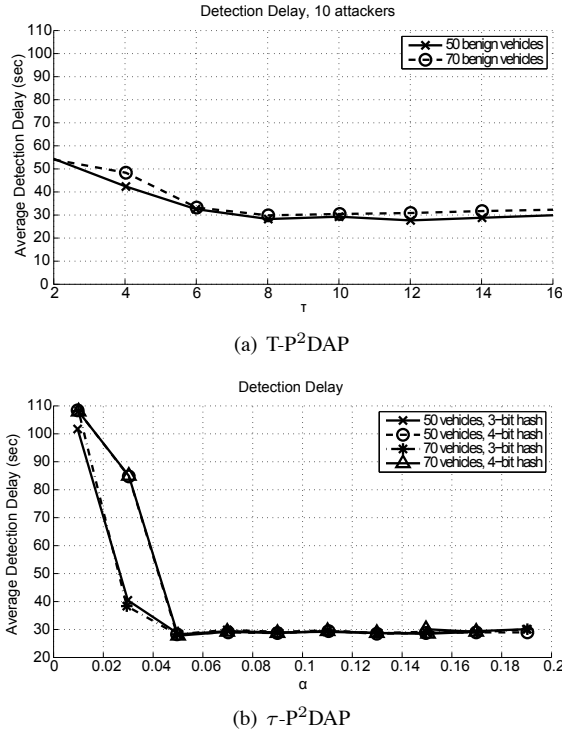 Detection Delay, 10 attackers
110
100
90
80
70
60
50
40
30
20
10
0
Average Detection Delay (sec)
50 benign vehicles
70 benign vehicles
2 4 6 8 10 12 14 16
τ
(a) T-P²DAP
Detection Delay
110
100
90
80
70
60
50
40
30
20
Average Detection Delay (sec)
50 vehicles, 3-bit hash
50 vehicles, 4-bit hash
70 vehicles, 3-bit hash
70 vehicles, 4-bit hash
0 0.02 0.04 0.06 0.08 0.1 0.12 0.14 0.16 0.18 0.2
α
(b) τ-P²DAP